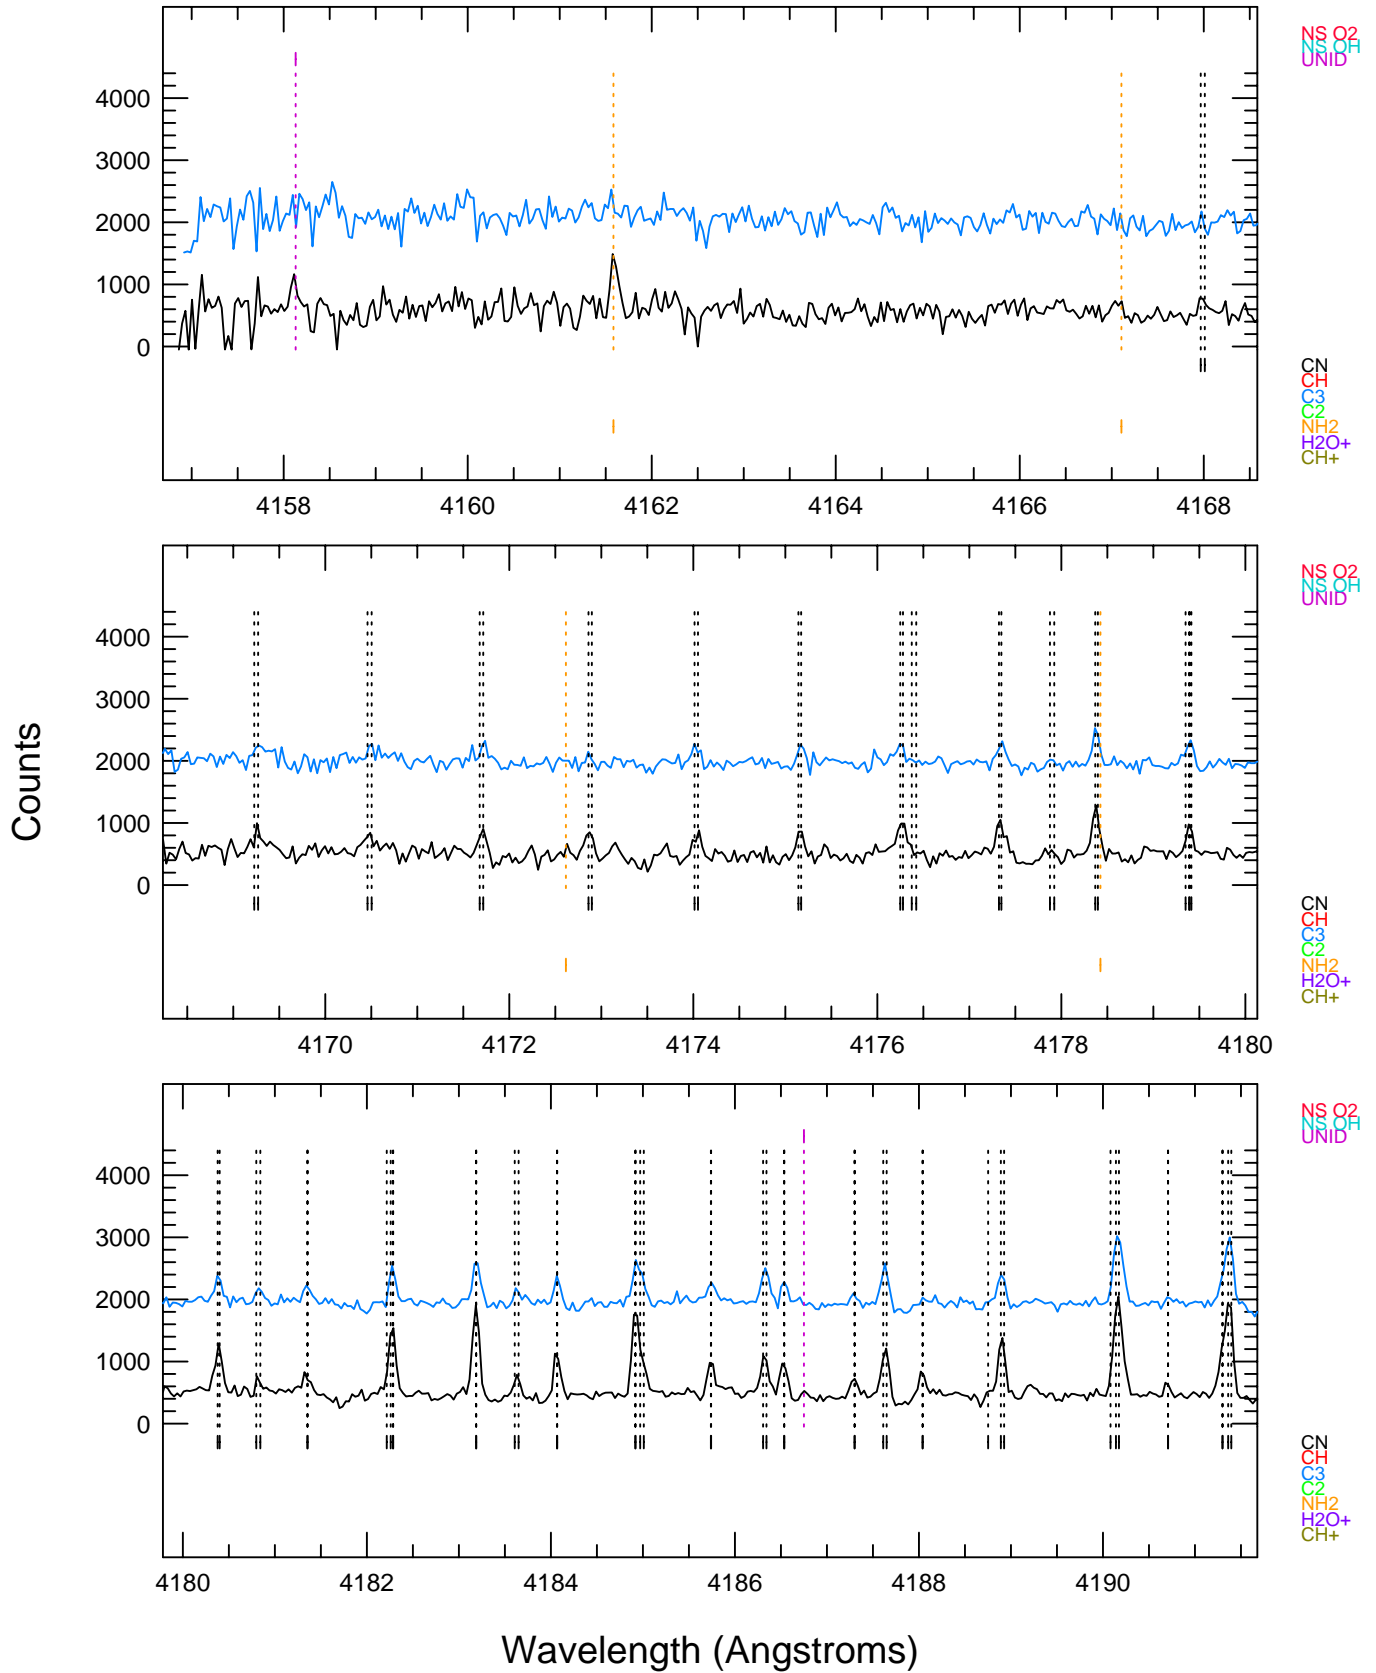 NS O2
NS OH
UNID
4000
3000
2000
1000
0
CN
CH
C3
C2
NH2
H2O+
CH+
4158 4160 4162 4164 4166 4168
NS O2
NS OH
UNID
4000
3000
2000
1000
0
CN
CH
C3
C2
NH2
H2O+
CH+
4170 4172 4174 4176 4178 4180
Counts
NS O2
NS OH
UNID
4000
3000
2000
1000
0
CN
CH
C3
C2
NH2
H2O+
CH+
4180 4182 4184 4186 4188 4190
Wavelength (Angstroms)